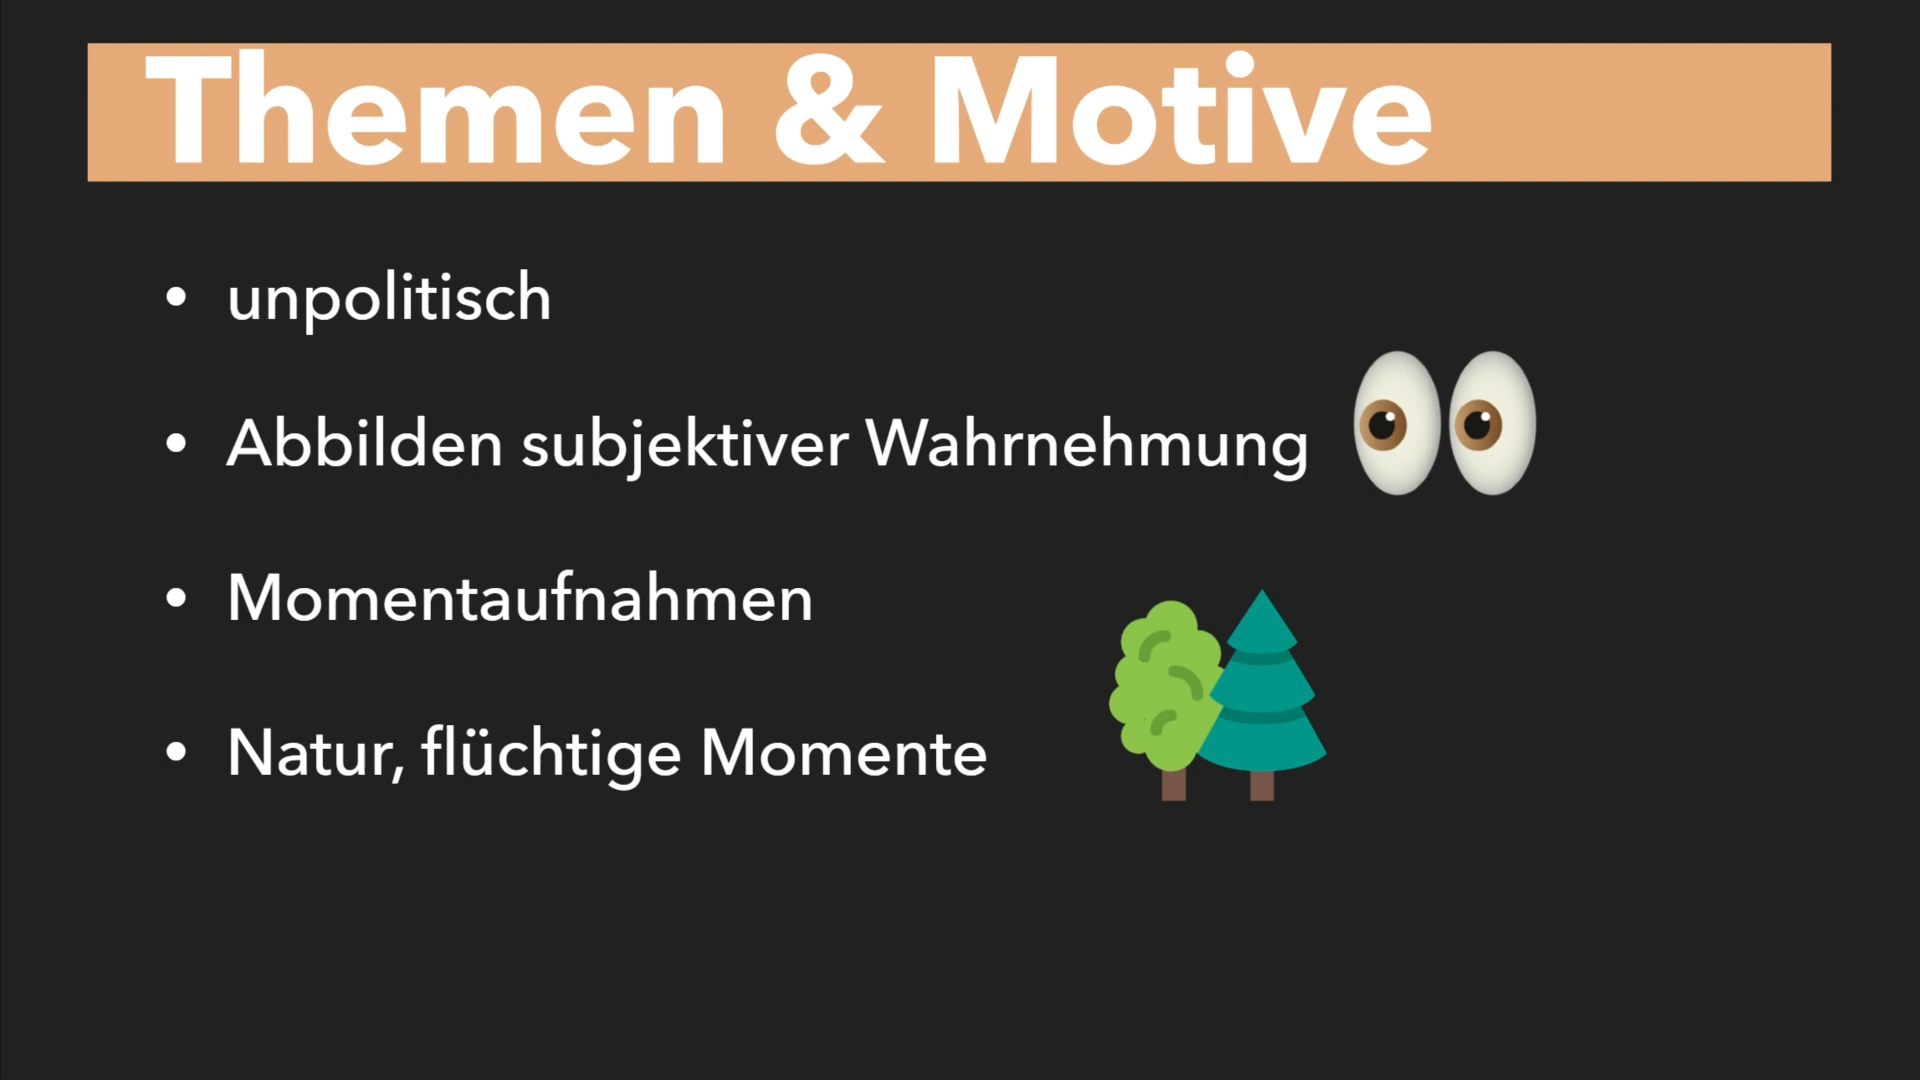 Themen & Motive
• unpolitisch
• Abbilden subjektiver Wahrnehmung
• Momentaufnahmen
• Natur, flüchtige Momente